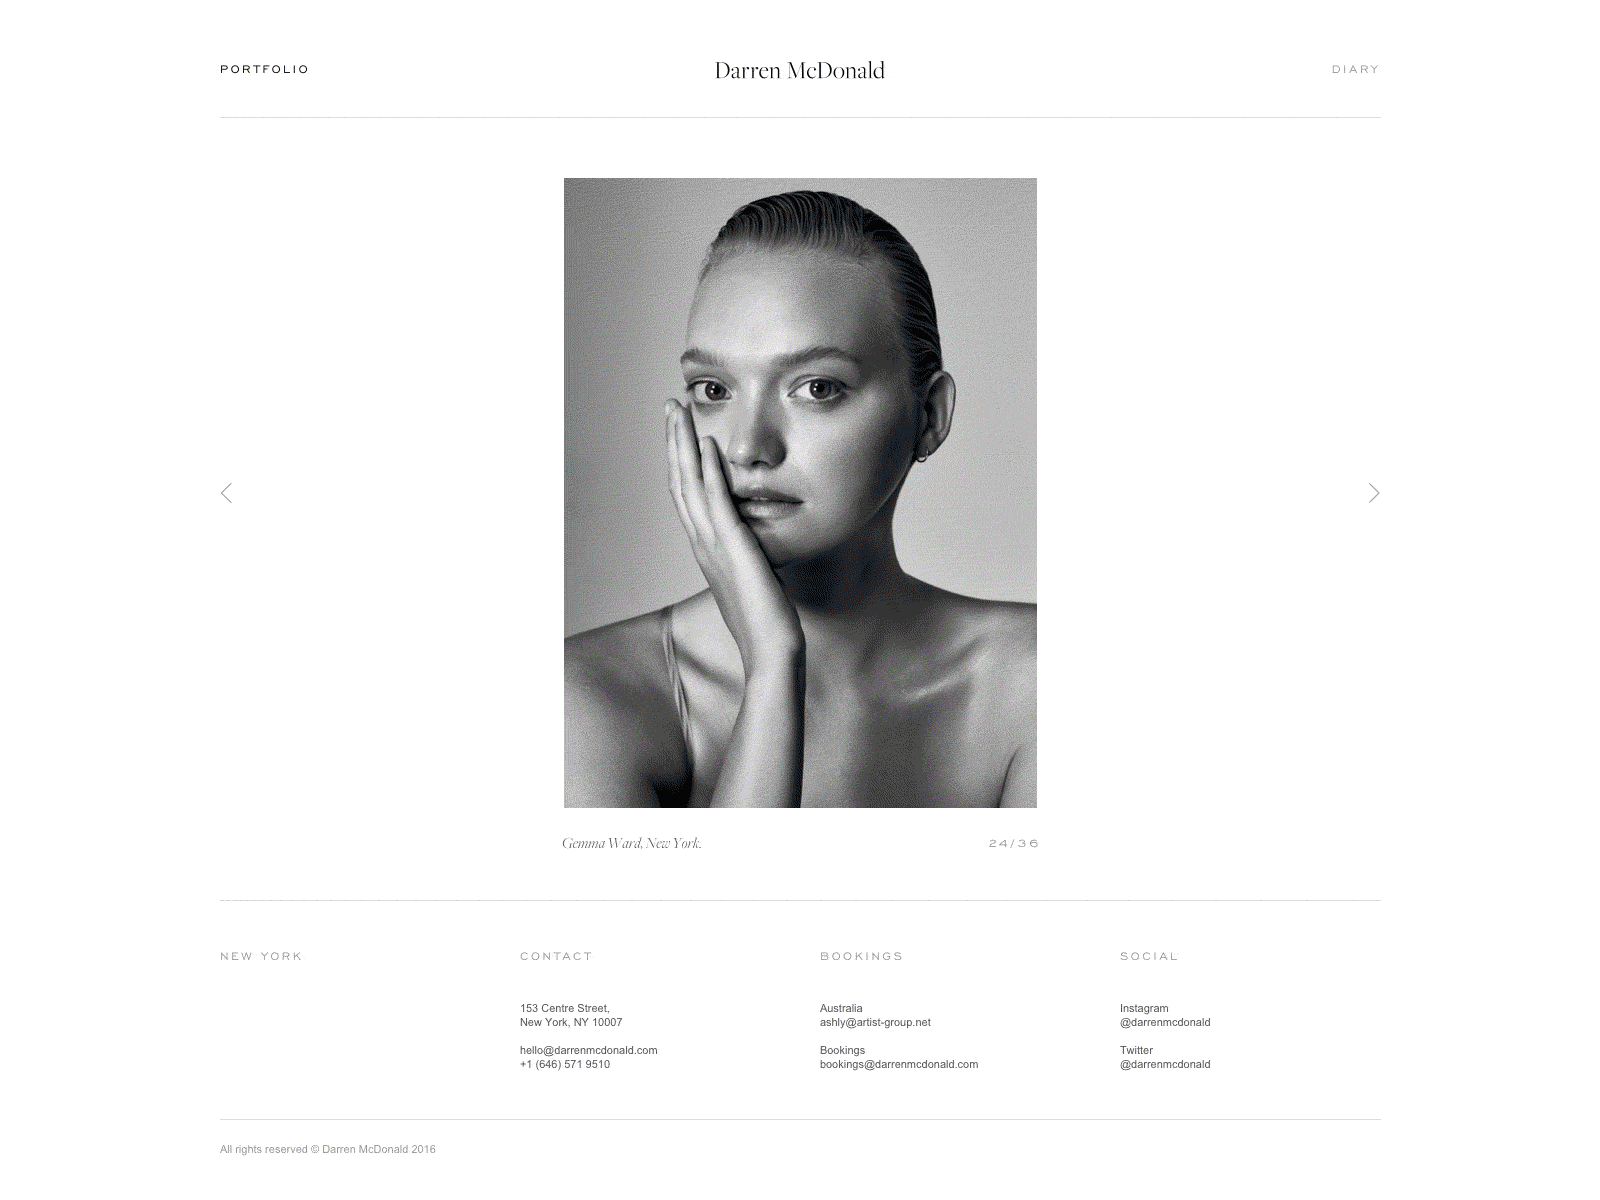 PORTFOLIO
Darren McDonald
DIARY
Gemma Ward, New York.
24/36
NEW YORK
CONTACT
153 Centre Street,
New York, NY 10007
hello@darrenmcdonald.com
+1 (646) 571 9510
BOOKINGS
Australia
ashly@artist-group.net
Bookings
bookings@darrenmcdonald.com
SOCIAL
Instagram
@darrenmcdonald
Twitter
@darrenmcdonald
All rights reserved © Darren McDonald 2016